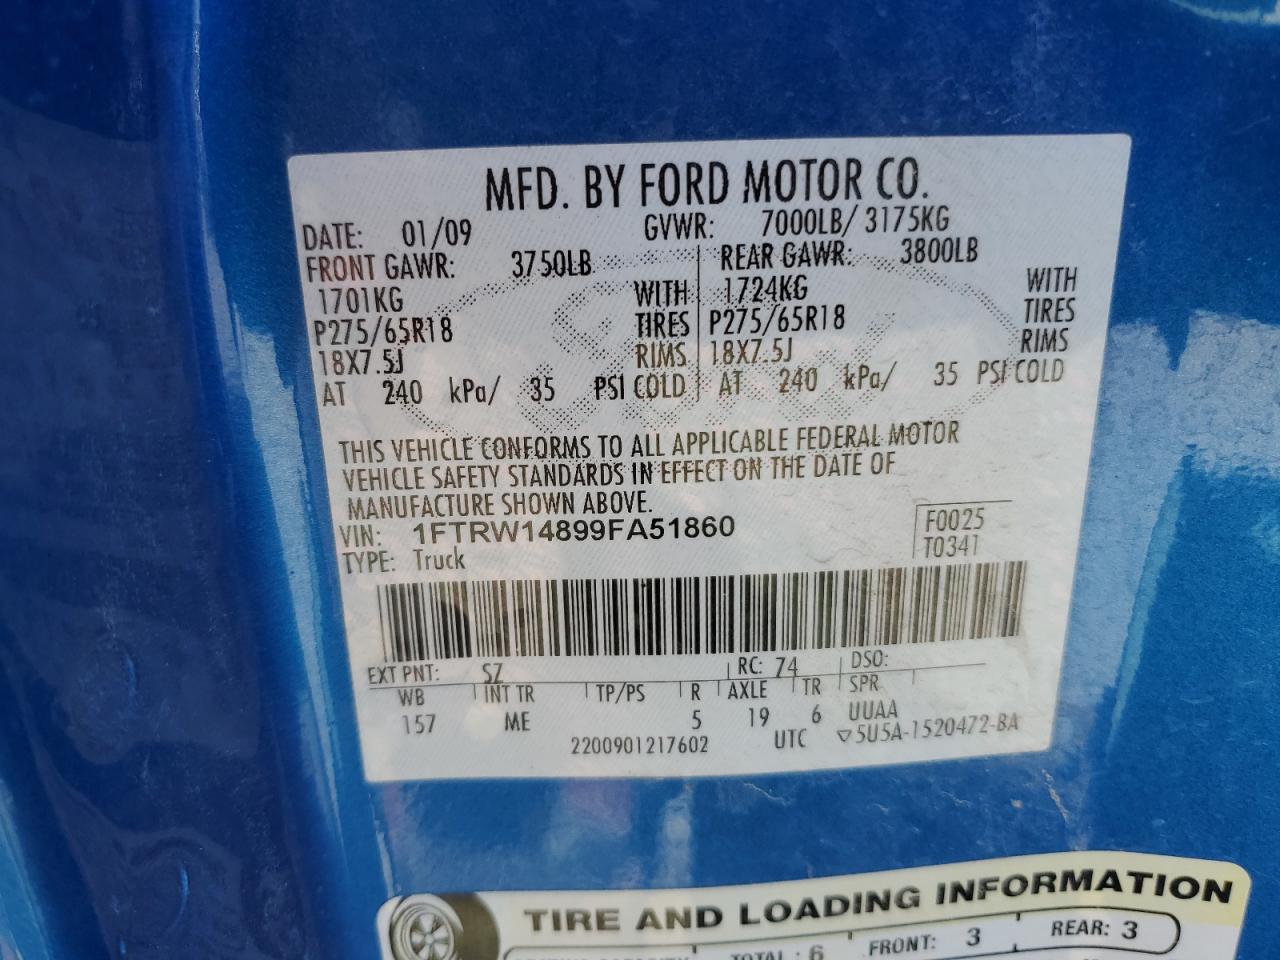 MFD. BY FORD MOTOR CO.
DATE: 01/09 GVWR: 7000LB/ 3175KG
FRONT GAWR: 3750LB REAR GAWR: 3800LB
1701KG WITH 1724KG WITH
P275/65R18 TIRES P275/65R18 TIRES
18X7.5J RIMS 18X7.5J RIMS
AT 240 kPa/ 35 PSI COLD AT 240 kPa/ 35 PSI COLD
THIS VEHICLE CONFORMS TO ALL APPLICABLE FEDERAL MOTOR
VEHICLE SAFETY STANDARDS IN EFFECT ON THE DATE OF
MANUFACTURE SHOWN ABOVE.
VIN: 1FTRW14899FA51860 F0025
TYPE: Truck T0341
EXT PNT: SZ RC: 74 DSO:
WB INT TR TP/PS R AXLE TR SPR
157 ME 5 19 6 UUAA
2200901217602 UTC ▽5U5A-1520472-BA
TIRE AND LOADING INFORMATION
TOTAL : 6 FRONT: 3 REAR: 3